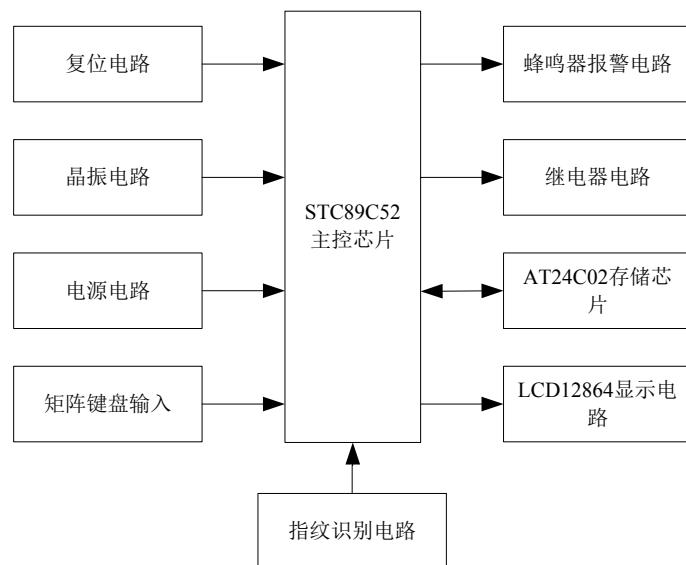 复位电路
晶振电路
电源电路
矩阵键盘输入
STC89C52
主控芯片
蜂鸣器报警电路
继电器电路
AT24C02存储芯
片
LCD12864显示电
路
指纹识别电路